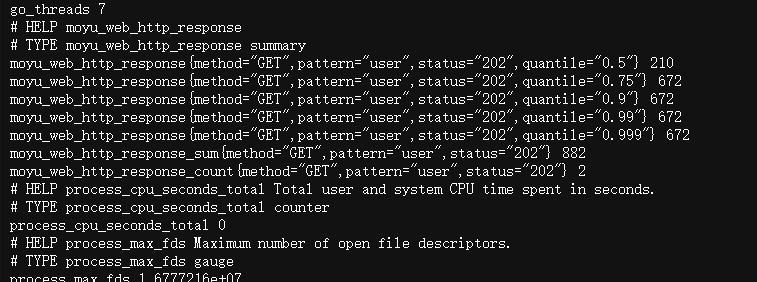 go_threads 7
# HELP moyu_web_http_response
# TYPE moyu_web_http_response summary
moyu_web_http_response{method="GET",pattern="user",status="202",quantile="0.5"} 210
moyu_web_http_response{method="GET",pattern="user",status="202",quantile="0.75"} 672
moyu_web_http_response{method="GET",pattern="user",status="202",quantile="0.9"} 672
moyu_web_http_response{method="GET",pattern="user",status="202",quantile="0.99"} 672
moyu_web_http_response{method="GET",pattern="user",status="202",quantile="0.999"} 672
moyu_web_http_response_sum{method="GET",pattern="user",status="202"} 882
moyu_web_http_response_count{method="GET",pattern="user",status="202"} 2
# HELP process_cpu_seconds_total Total user and system CPU time spent in seconds.
# TYPE process_cpu_seconds_total counter
process_cpu_seconds_total 0
# HELP process_max_fds Maximum number of open file descriptors.
# TYPE process_max_fds gauge
process_max_fds 1.6777216e+07